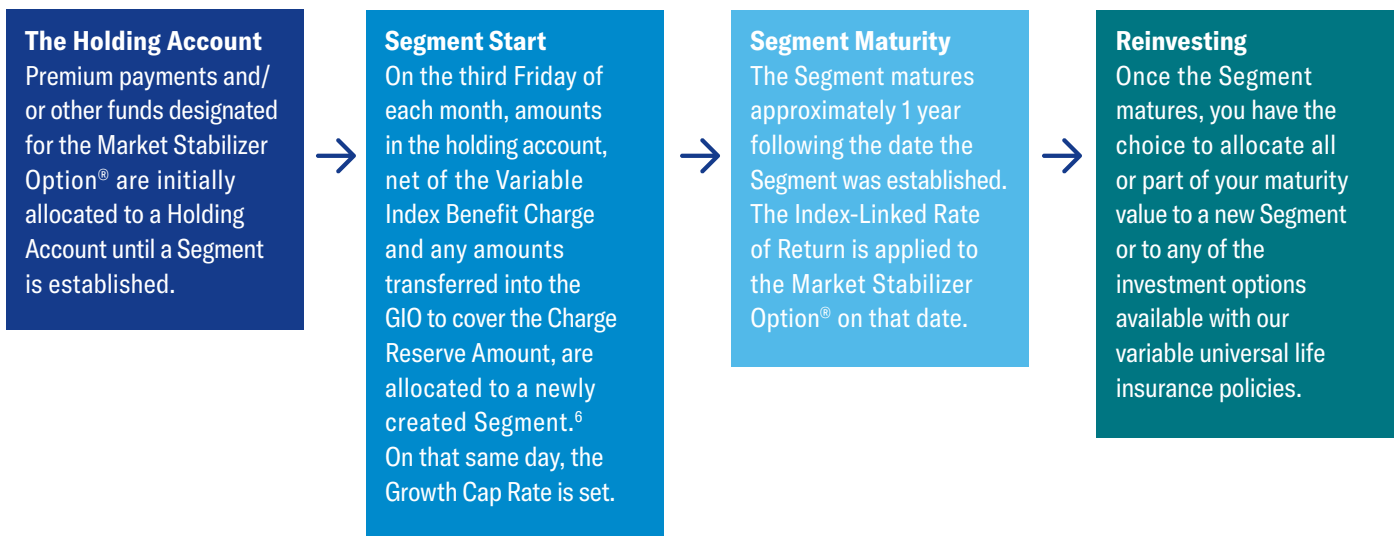 The Holding Account
Premium payments and/
or other funds designated
for the Market Stabilizer
Option® are initially
allocated to a Holding
Account until a Segment
is established.
Segment Start
On the third Friday of
each month, amounts
in the holding account,
net of the Variable
Index Benefit Charge
and any amounts
transferred into the
GIO to cover the Charge
Reserve Amount, are
allocated to a newly
created Segment.6
On that same day, the
Growth Cap Rate is set.
Segment Maturity
The Segment matures
approximately 1 year
following the date the
Segment was established.
The Index-Linked Rate
of Return is applied to
the Market Stabilizer
Option® on that date.
Reinvesting
Once the Segment
matures, you have the
choice to allocate all
or part of your maturity
value to a new Segment
or to any of the
investment options
available with our
variable universal life
insurance policies.